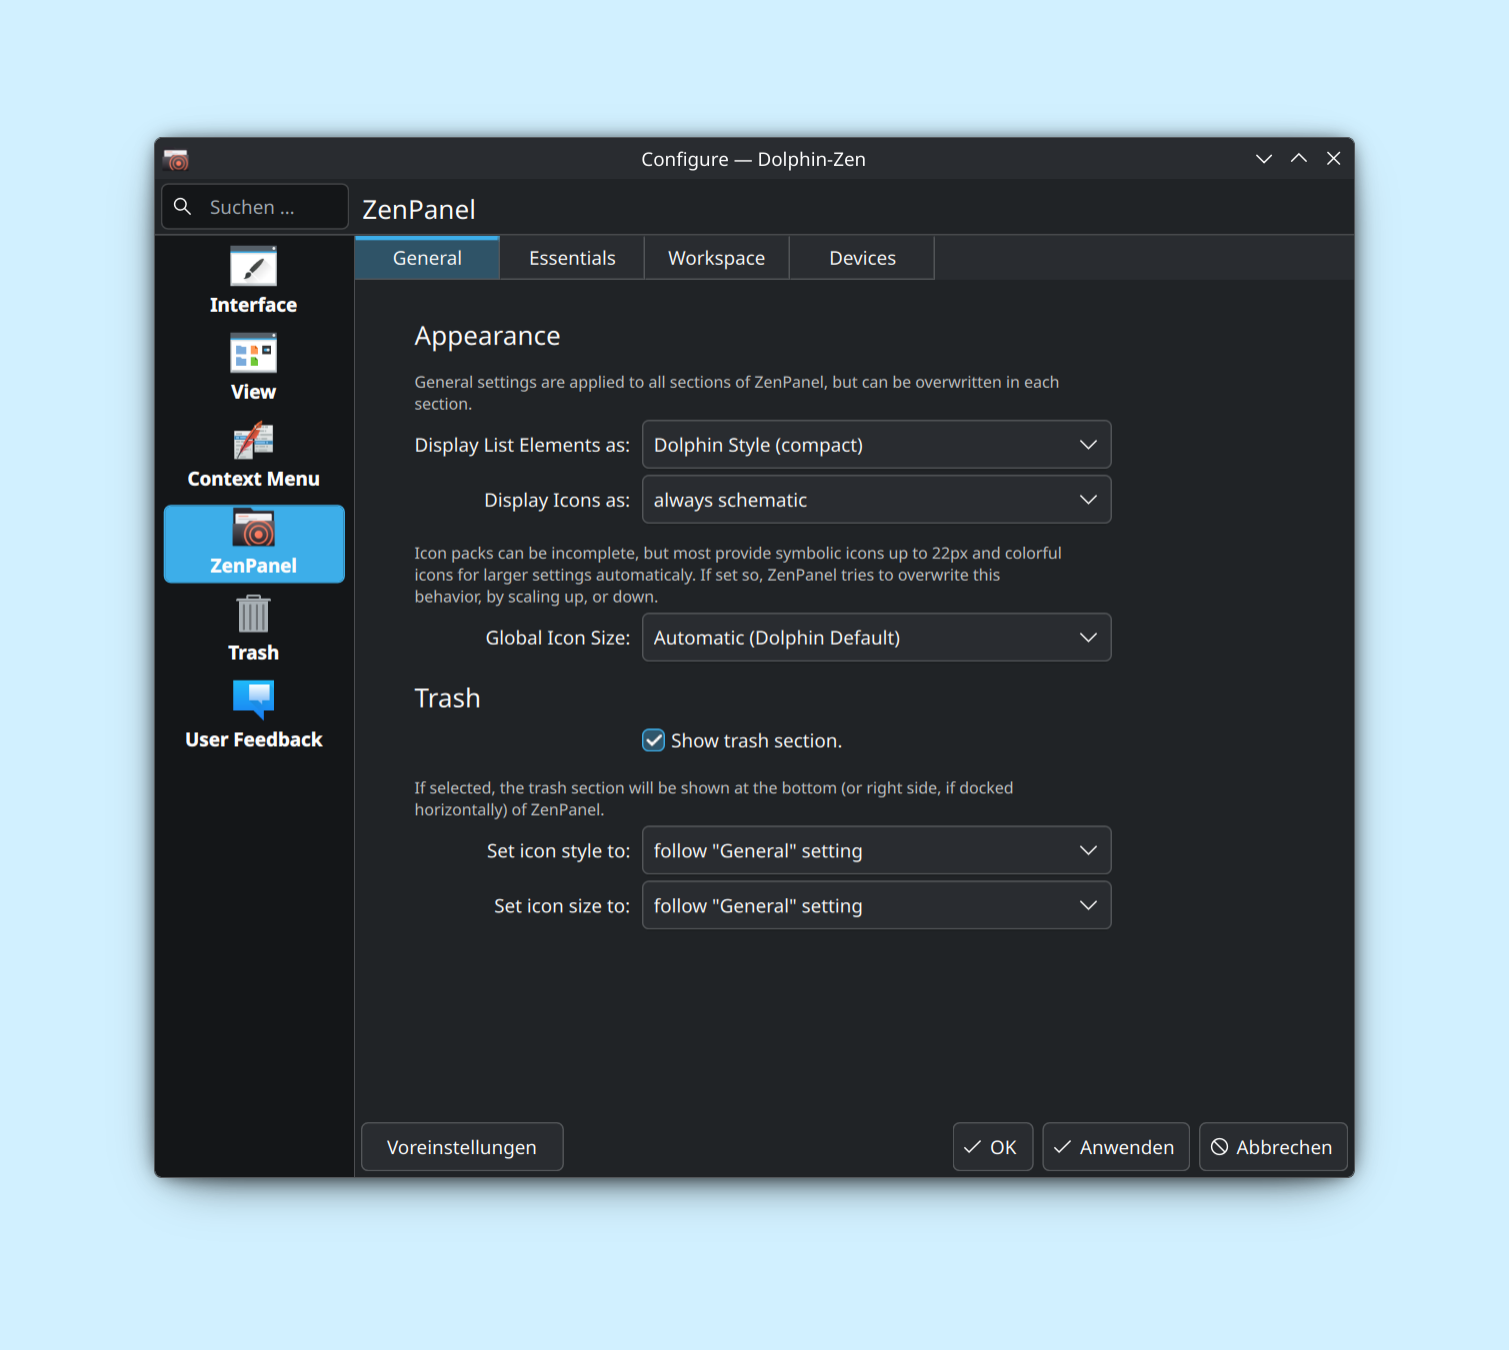 Configure — Dolphin-Zen
Suchen ...
ZenPanel
Interface
View
Context Menu
ZenPanel
Trash
User Feedback
General
Essentials
Workspace
Devices
Appearance
General settings are applied to all sections of ZenPanel, but can be overwritten in each
section.
Display List Elements as: Dolphin Style (compact)
Display Icons as: always schematic
Icon packs can be incomplete, but most provide symbolic icons up to 22px and colorful
icons for larger settings automaticaly. If set so, ZenPanel tries to overwrite this
behavior, by scaling up, or down.
Global Icon Size: Automatic (Dolphin Default)
Trash
Show trash section.
If selected, the trash section will be shown at the bottom (or right side, if docked
horizontally) of ZenPanel.
Set icon style to: follow "General" setting
Set icon size to: follow "General" setting
Voreinstellungen
OK
Anwenden
Abbrechen